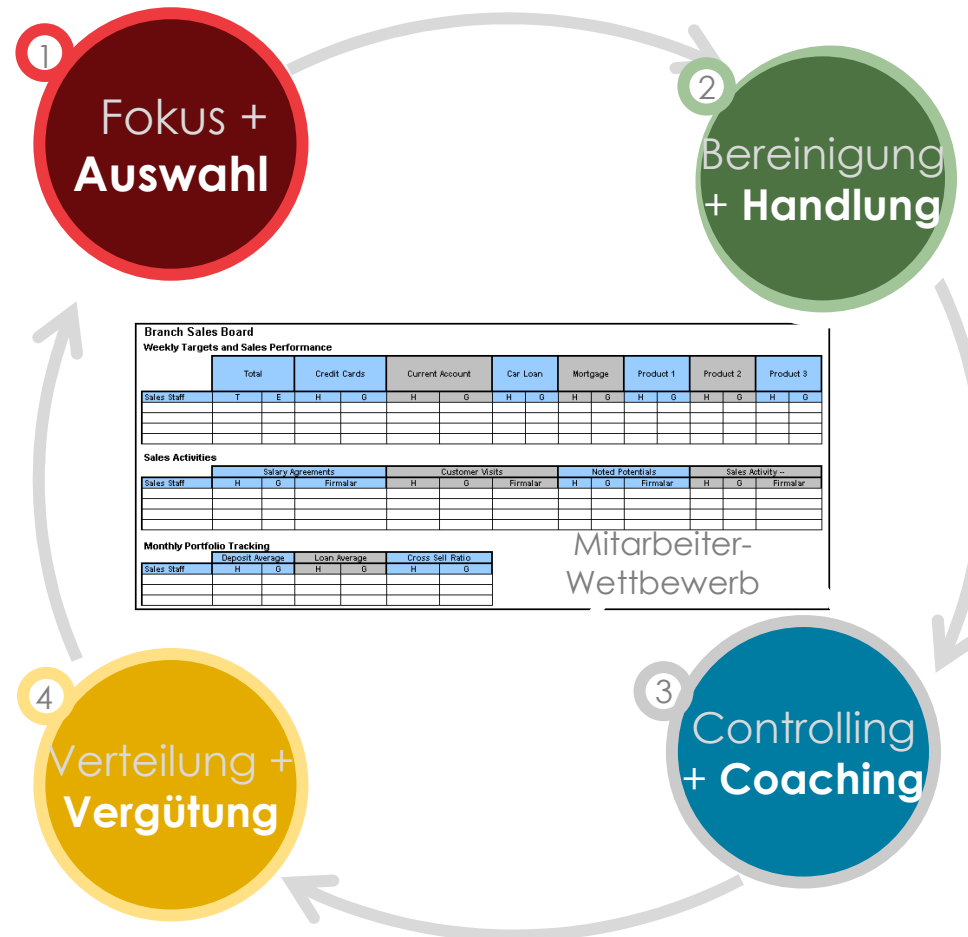 1
Fokus +
Auswahl
2
Bereinigung
+ Handlung
Branch Sales Board
Weekly Targets and Sales Performance
Total Credit Cards Current Account Car Loan Mortgage Product 1 Product 2 Product 3
Sales Staff T E H G H G H G H G H G H G H G
Sales Activities
Salary Agreements Customer Visits Noted Potentials Sales Activity --
Sales Staff H G Firmalar H G Firmalar H G Firmalar H G Firmalar
Monthly Portfolio Tracking
Deposit Average Loan Average Cross Sell Ratio
Sales Staff H G H G H G
Mitarbeiter-
Wettbewerb
3
Controlling
+ Coaching
4
Verteilung +
Vergütung